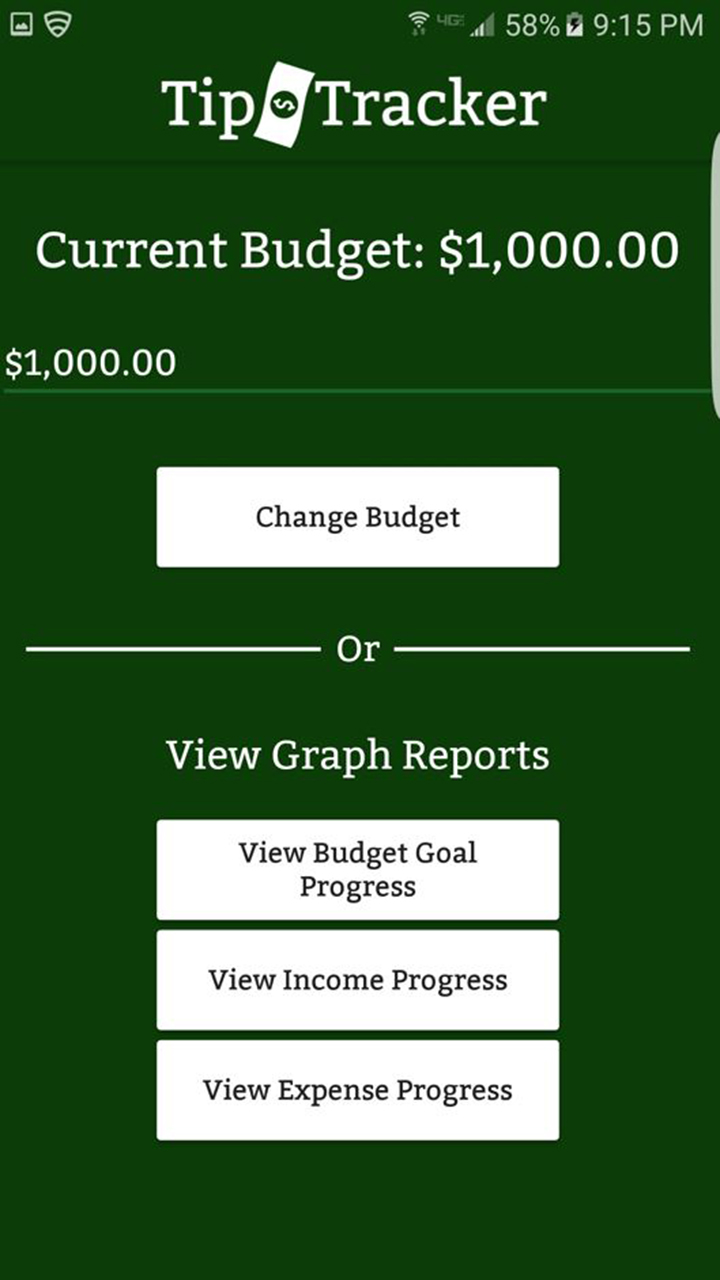 4G 58% 9:15 PM
Tip $ Tracker
Current Budget: $1,000.00
$1,000.00
Change Budget
Or
View Graph Reports
View Budget Goal
Progress
View Income Progress
View Expense Progress